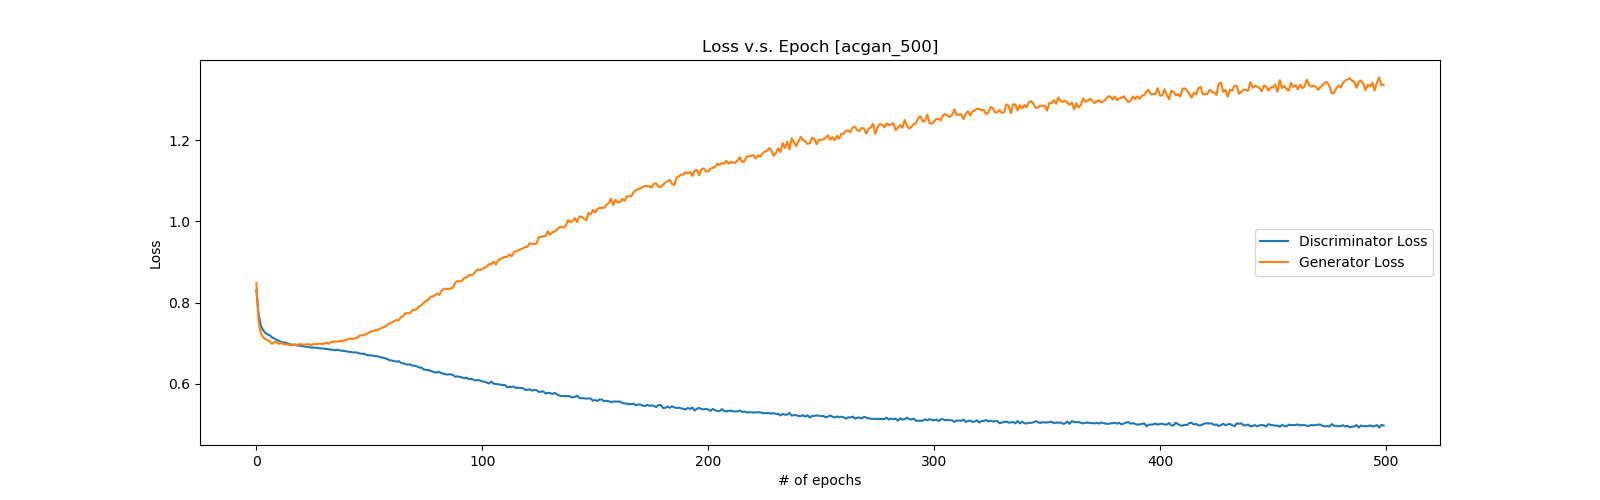 Loss v.s. Epoch [acgan_500]
Loss
1.2
1.0
0.8
0.6
Discriminator Loss
Generator Loss
0
100
200
300
400
500
# of epochs